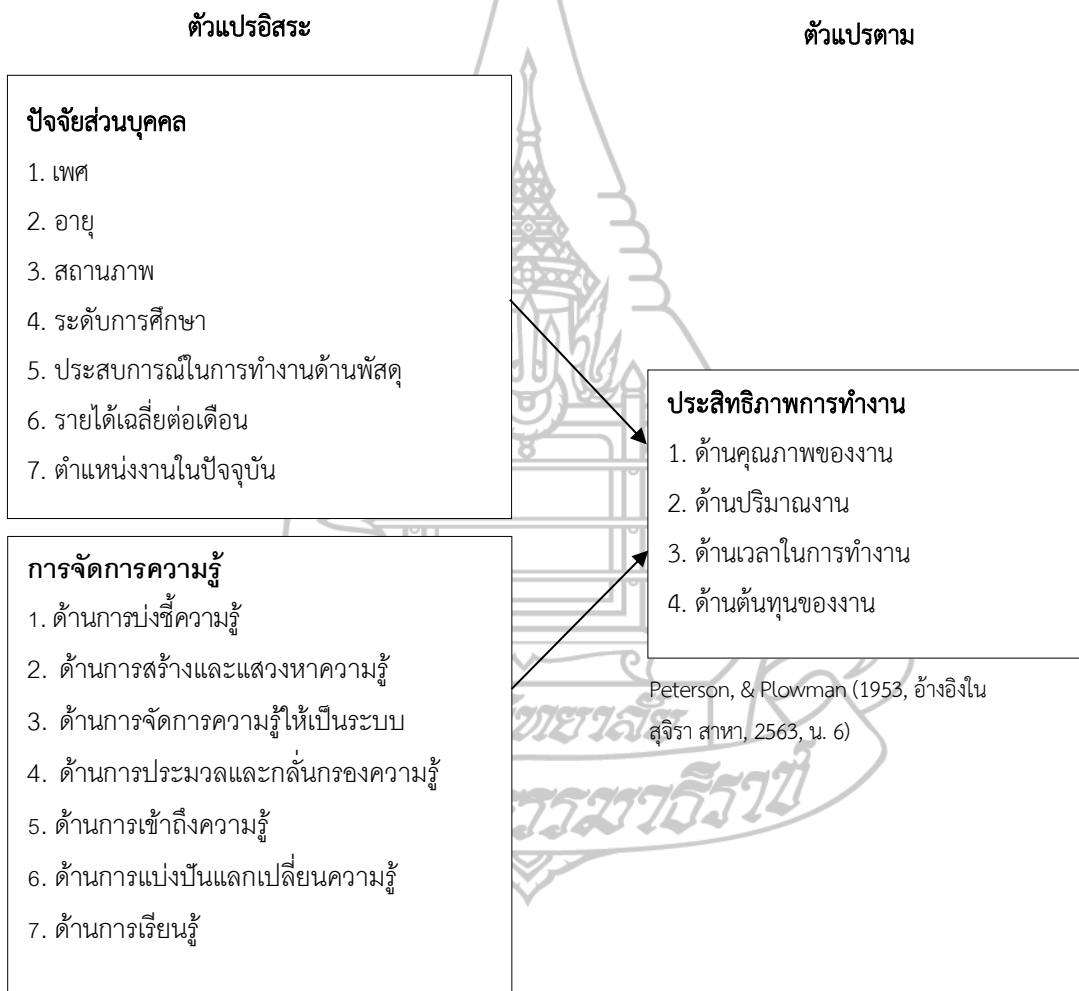 ตัวแปรอิสระ
ตัวแปรตาม
ปัจจัยส่วนบุคคล
1. เพศ
2. อายุ
3. สถานภาพ
4. ระดับการศึกษา
5. ประสบการณ์ในการทำงานด้านพัสดุ
6. รายได้เฉลี่ยต่อเดือน
7. ตำแหน่งงานในปัจจุบัน
การจัดการความรู้
1. ด้านการบ่งชี้ความรู้
2. ด้านการสร้างและแสวงหาความรู้
3. ด้านการจัดการความรู้ให้เป็นระบบ
4. ด้านการประมวลและกลั่นกรองความรู้
5. ด้านการเข้าถึงความรู้
6. ด้านการแบ่งปันแลกเปลี่ยนความรู้
7. ด้านการเรียนรู้
ประสิทธิภาพการทำงาน
1. ด้านคุณภาพของงาน
2. ด้านปริมาณงาน
3. ด้านเวลาในการทำงาน
4. ด้านต้นทุนของงาน
Peterson, & Plowman (1953, อ้างอิงใน
สุจิรา สาหา, 2563, น. 6)